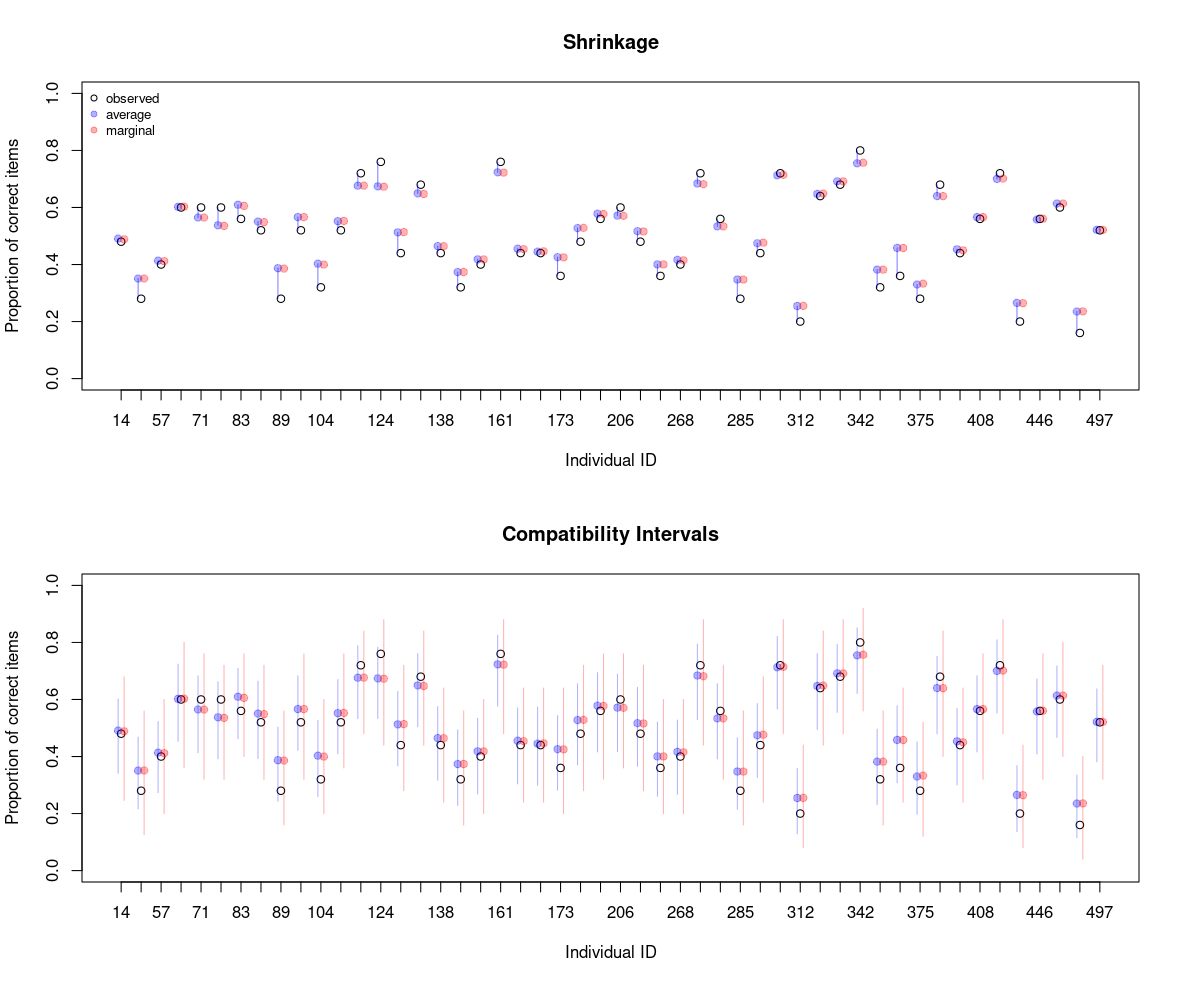 Shrinkage
Proportion of correct items
1.0
0.8
0.6
0.4
0.2
0.0
observed
average
marginal
14 57 71 83 89 104 124 138 161 173 206 268 285 312 342 375 408 446 497
Individual ID
Compatibility Intervals
Proportion of correct items
1.0
0.8
0.6
0.4
0.2
0.0
14 57 71 83 89 104 124 138 161 173 206 268 285 312 342 375 408 446 497
Individual ID